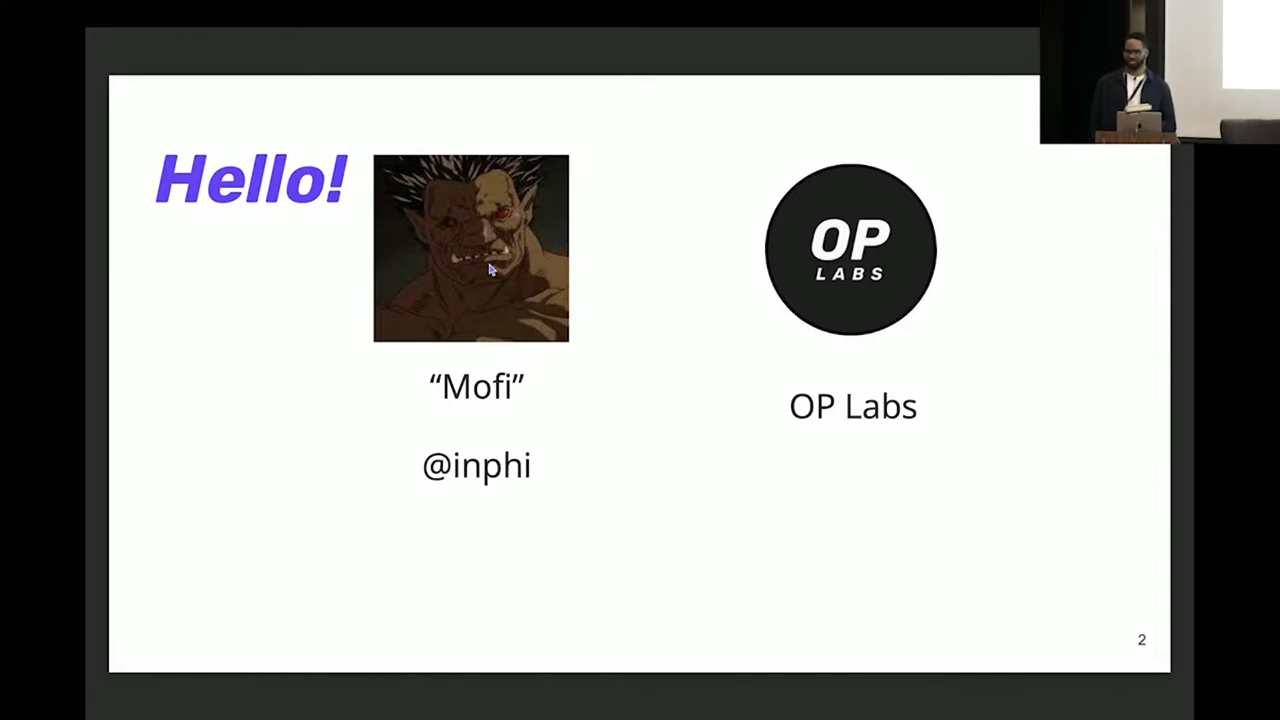 Hello!
OP
LABS
“Mofi”
OP Labs
@inphi
2